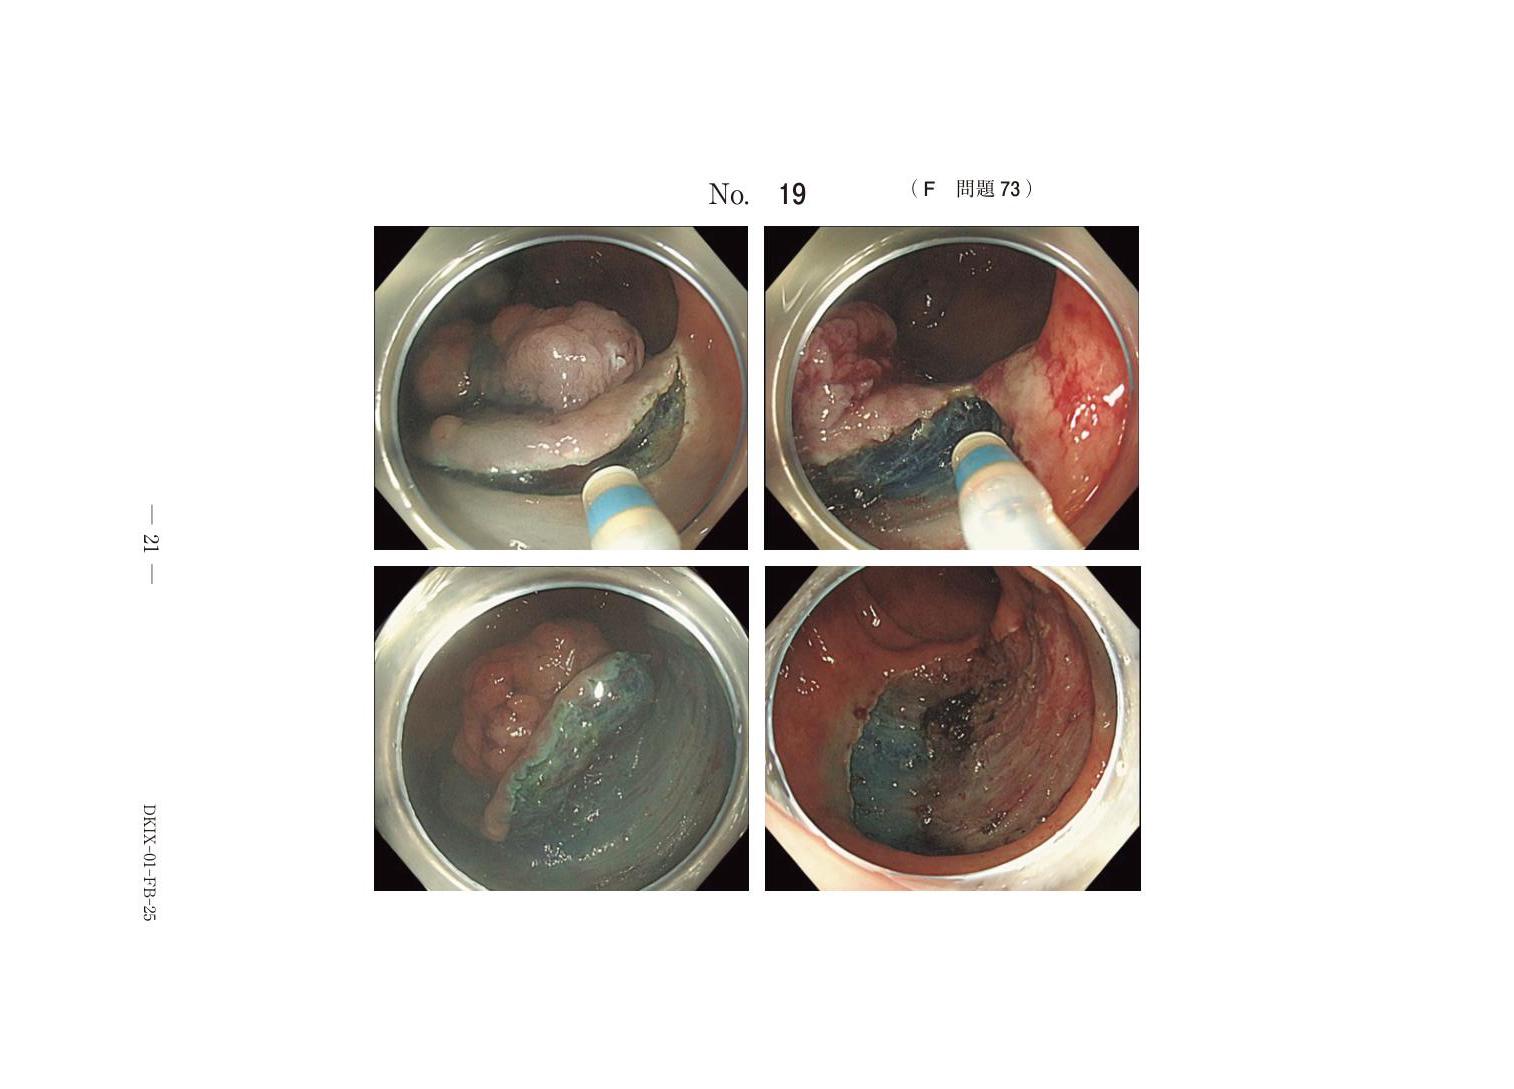 No. 19 （F 問題 73）
— 21 —
DKIX-01-FB-25